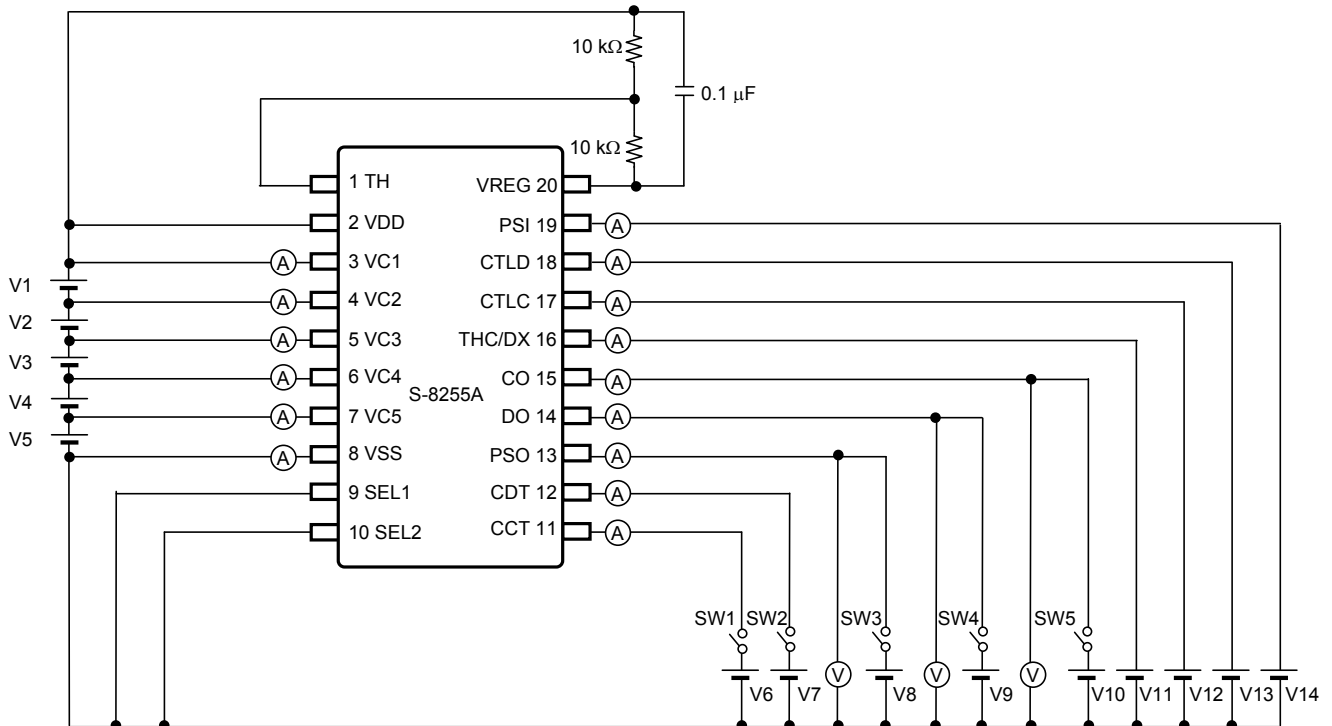 10 kΩ
0.1 μF
10 kΩ
1 TH
VREG 20
2 VDD
PSI 19
A
3 VC1
CTLD 18
A
A
V1
4 VC2
CTLC 17
A
A
V2
5 VC3
THC/DX 16
A
A
V3
6 VC4
CO 15
A
A
S-8255A
V4
7 VC5
DO 14
A
A
V5
8 VSS
PSO 13
A
A
9 SEL1
CDT 12
A
10 SEL2
CCT 11
A
SW1
SW2
SW3
SW4
SW5
V
V
V
V6
V7
V8
V9
V10
V11
V12
V13
V14